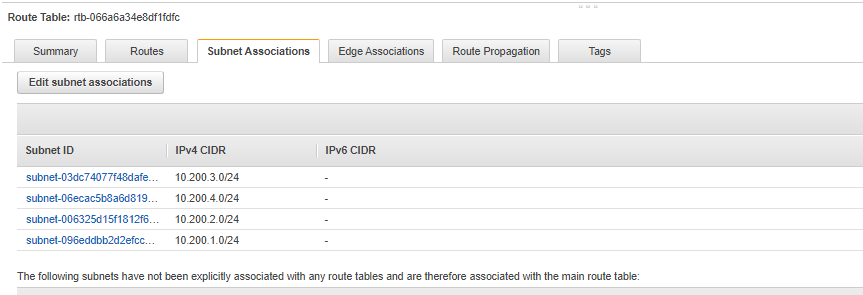 Route Table: rtb-066a6a34e8df1fdfc
Summary Routes Subnet Associations Edge Associations Route Propagation Tags
Edit subnet associations
Subnet ID IPv4 CIDR IPv6 CIDR
subnet-03dc74077f48dafe... 10.200.3.0/24 -
subnet-06ecac5b8a6d819... 10.200.4.0/24 -
subnet-006325d15f1812f6... 10.200.2.0/24 -
subnet-096eddbb2d2efcc... 10.200.1.0/24 -
The following subnets have not been explicitly associated with any route tables and are therefore associated with the main route table: